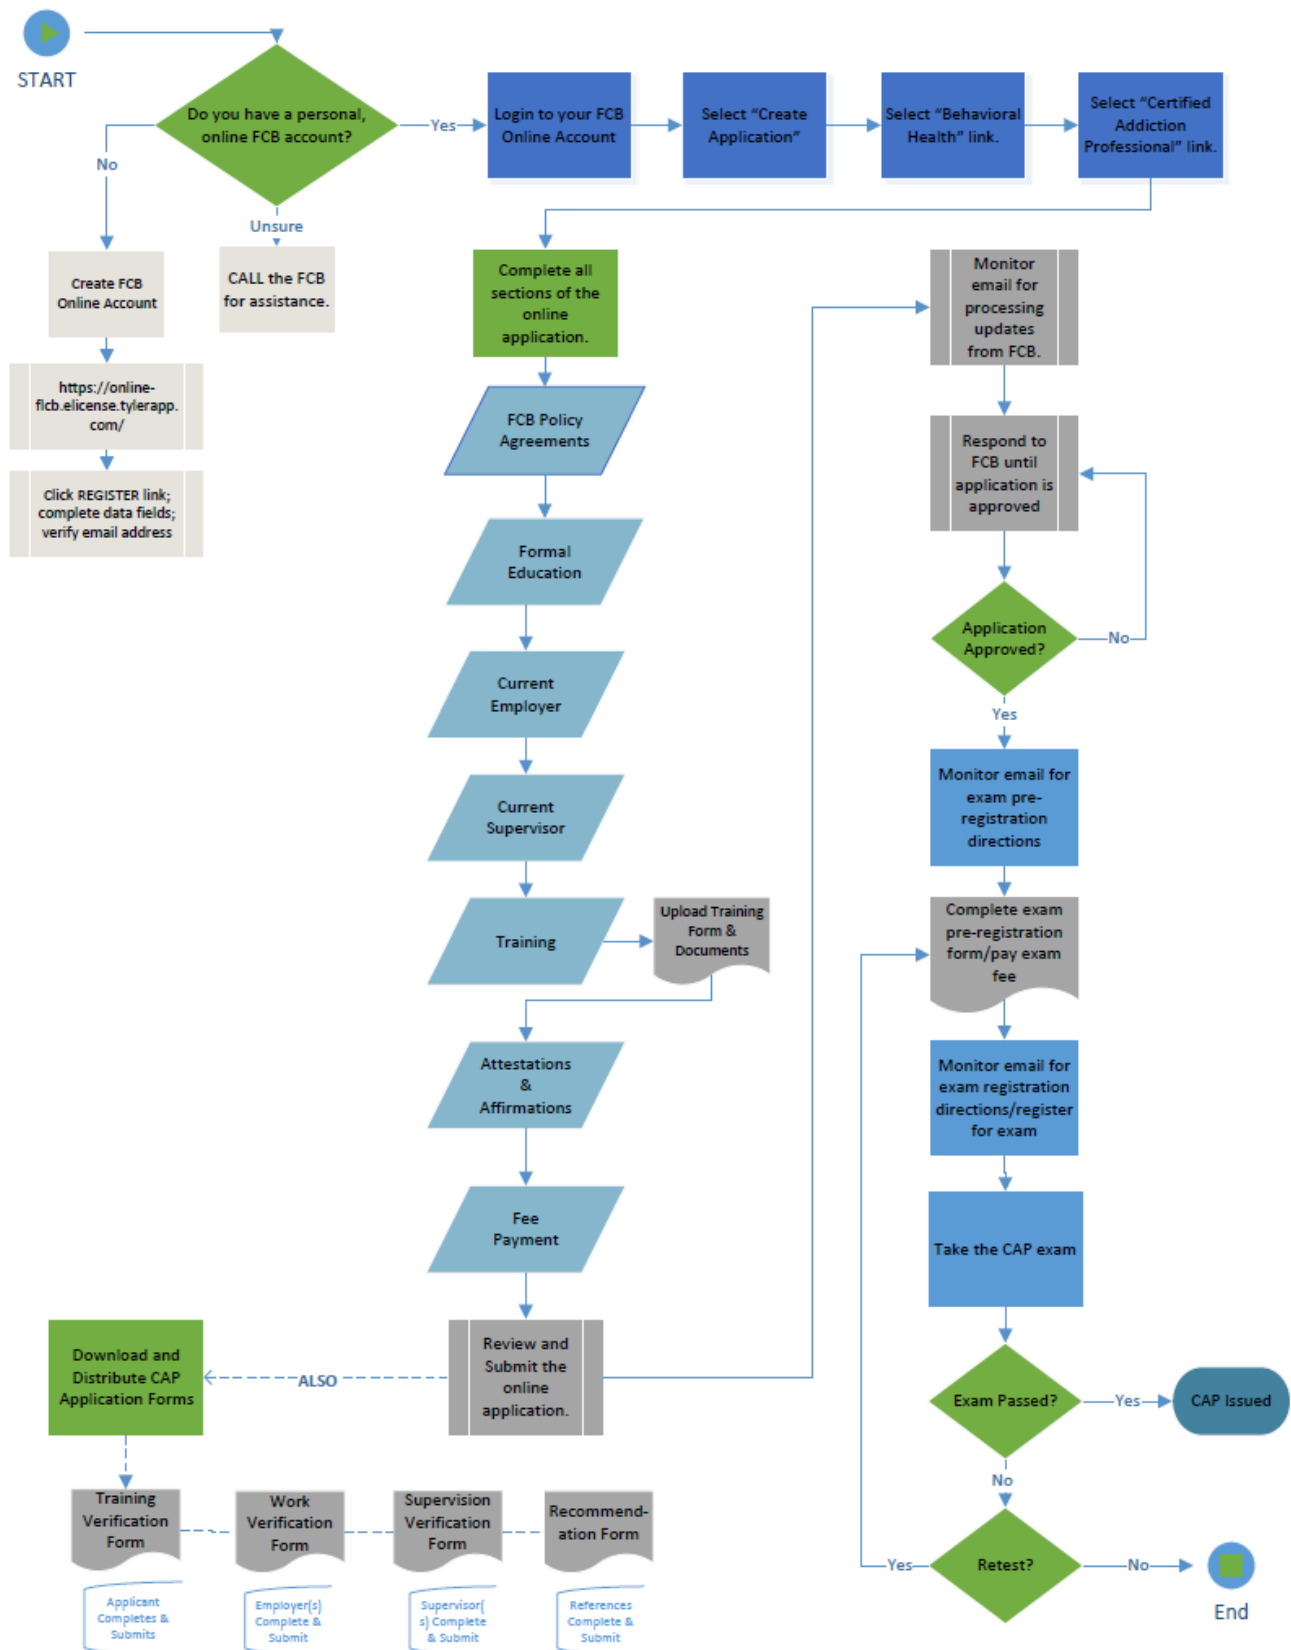 START
Do you have a personal,
online FCB account?
Yes
Login to your FCB
Online Account
Select “Create
Application”
Select “Behavioral
Health” link.
Select “Certified
Addiction
Professional” link.
No
Unsure
Create FCB
Online Account
CALL the FCB
for assistance.
https://online-
flcb.elicense.tylerapp.
com/
Click REGISTER link;
complete data fields;
verify email address
Complete all
sections of the
online
application.
FCB Policy
Agreements
Formal
Education
Current
Employer
Current
Supervisor
Training
Upload Training
Form &
Documents
Attestations
&
Affirmations
Fee
Payment
Review and
Submit the
online
application.
ALSO
Download and
Distribute CAP
Application Forms
Training
Verification
Form
Work
Verification
Form
Supervision
Verification
Form
Recommend-
ation Form
Applicant
Completes &
Submits
Employer(s)
Complete &
Submit
Supervisor(
s) Complete
& Submit
References
Complete &
Submit
Monitor
email for
processing
updates
from FCB.
Respond to
FCB until
application is
approved
Application
Approved?
No
Yes
Monitor email for
exam pre-
registration
directions
Complete exam
pre-registration
form/pay exam
fee
Monitor email for
exam registration
directions/register
for exam
Take the CAP exam
Exam Passed?
Yes
CAP Issued
No
Retest?
Yes
No
End